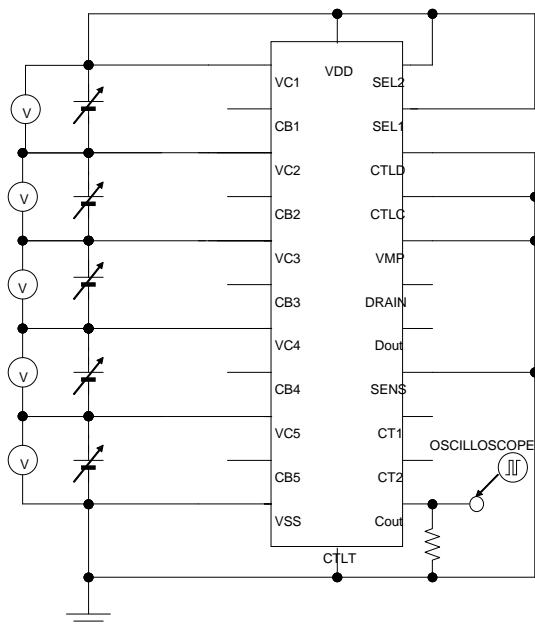 VDD
VC1
SEL2
V
CB1
SEL1
VC2
CTLD
V
CB2
CTLC
VC3
VMP
V
CB3
DRAIN
VC4
Dout
V
CB4
SENS
VC5
CT1
OSCILLOSCOPE
V
CB5
CT2
VSS
Cout
CTLT